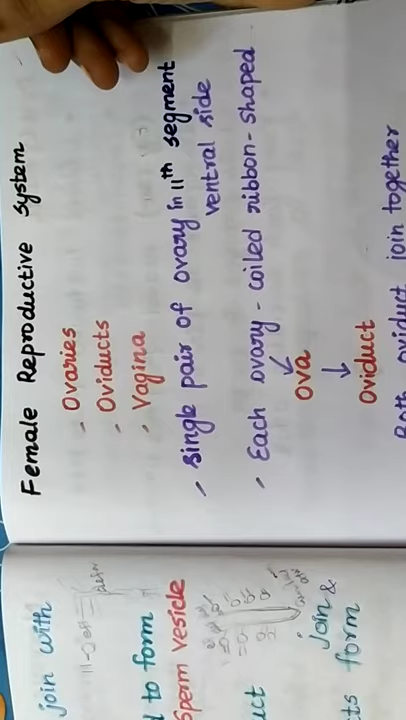 Female Reproductive system
- Ovaries
- Oviducts
- Vagina
- Single pair of ovary in 11th segment
ventral side
- Each ovary - coiled ribbon-shaped
↙
Ova
↓
Oviduct
Both oviduct join together
join with
to form
Sperm vesicle
join &
form